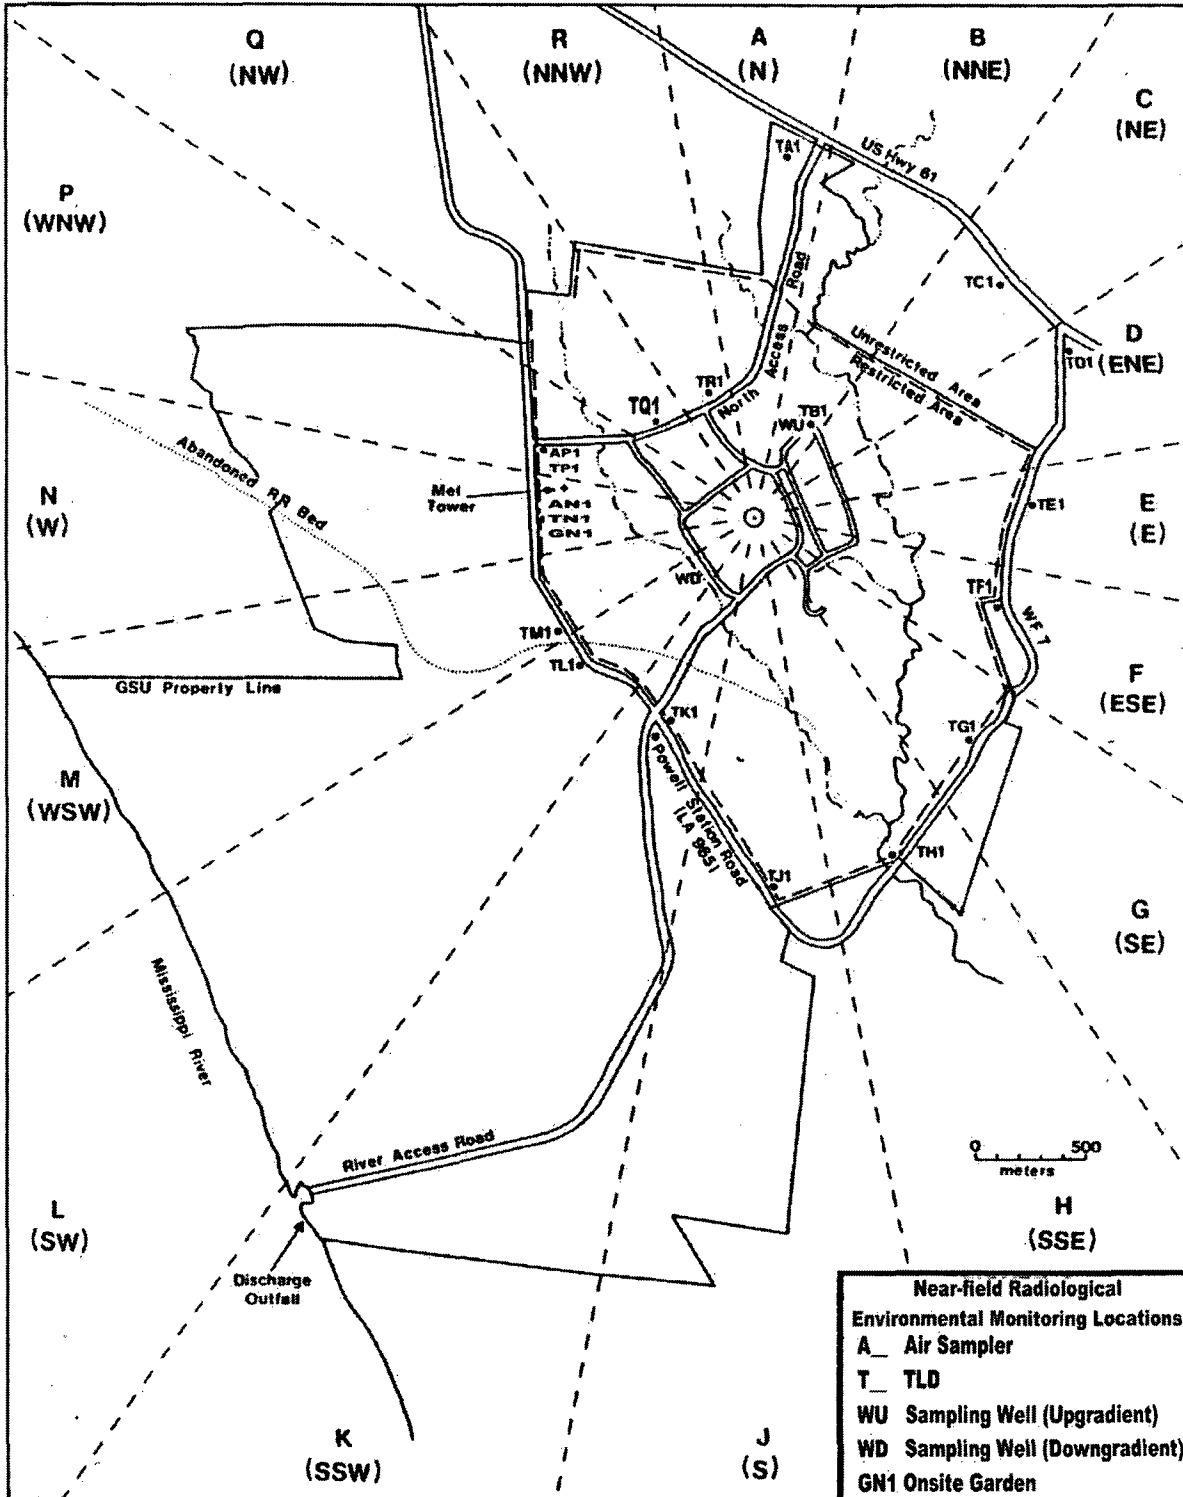 Q
(NW)
R
(NNW)
A
(N)
B
(NNE)
C
(NE)
P
(WNW)
TA1
US Hwy 61
TC1
D
(ENE)
TD1
North
Access
Road
Unrestricted Area
Restricted Area
TR1
TQ1
WU
TB1
Abandoned RR Bed
AP1
TP1
Met
Tower
AN1
TN1
GN1
N
(W)
TE1
E
(E)
WD
TF1
WF 7
TM1
TL1
GSU Property Line
F
(ESE)
TK1
TG1
M
(WSW)
Powell Station Road
(LA 965)
TJ1
TH1
G
(SE)
Mississippi River
River Access Road
0 500
meters
L
(SW)
H
(SSE)
Discharge
Outfall
K
(SSW)
J
(S)
Near-field Radiological
Environmental Monitoring Locations
A_ Air Sampler
T_ TLD
WU Sampling Well (Upgradient)
WD Sampling Well (Downgradient)
GN1 Onsite Garden